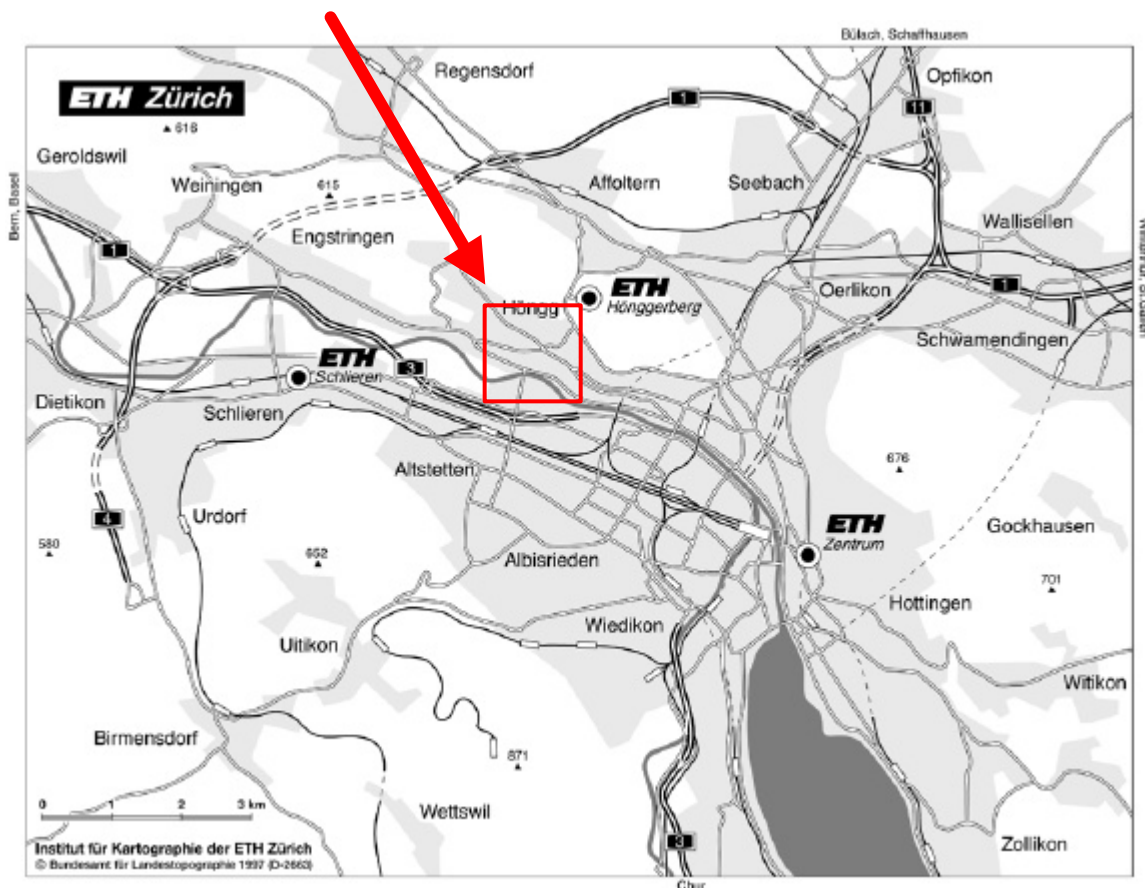 Bülach, Schaffhausen
Regensdorf
Opfikon
ETH Zürich
1
11
616
Geroldswil
Weiningen
615
Affoltern
Seebach
Wallisellen
Bern, Basel
Engstringen
1
ETH
Hönggerberg
Höngg
Oerlikon
1
Schwamendingen
ETH
Schlieren
3
Dietikon
Schlieren
Altstetten
676
4
Urdorf
ETH
Zentrum
Gockhausen
580
652
Albisrieden
701
Hottingen
Wiedikon
Uitikon
Witikon
Birmensdorf
871
0 1 2 3 km
Wettswil
3
Zollikon
Institut für Kartographie der ETH Zürich
© Bundesamt für Landestopographie 1997 (D-2663)
Chur